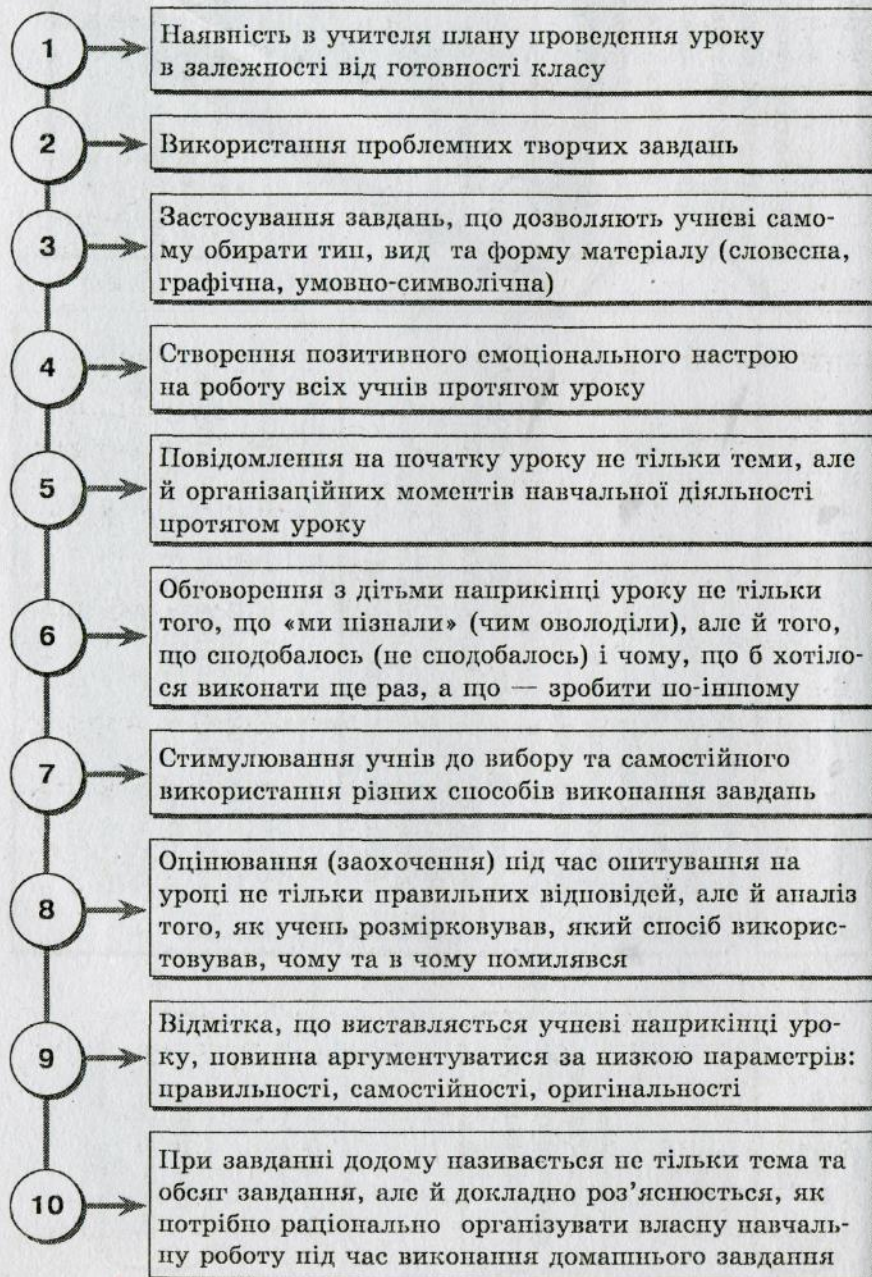 1
Наявність в учителя плану проведення уроку
в залежності від готовності класу
2
Використання проблемних творчих завдань
3
Застосування завдань, що дозволяють учневі само-
му обирати тип, вид та форму матеріалу (словесна,
графічна, умовно-символічна)
4
Створення позитивного емоціонального настрою
на роботу всіх учнів протягом уроку
5
Повідомлення на початку уроку не тільки теми, але
й організаційних моментів навчальної діяльності
протягом уроку
6
Обговорення з дітьми наприкінці уроку не тільки
того, що «ми пізнали» (чим оволоділи), але й того,
що сподобалось (не сподобалось) і чому, що б хотіло-
ся виконати ще раз, а що — зробити по-іншому
7
Стимулювання учнів до вибору та самостійного
використання різних способів виконання завдань
8
Оцінювання (заохочення) під час опитування на
уроці не тільки правильних відповідей, але й аналіз
того, як учень розмірковував, який спосіб викорис-
товував, чому та в чому помилявся
9
Відмітка, що виставляється учневі наприкінці уро-
ку, повинна аргументуватися за низкою параметрів:
правильності, самостійності, оригінальності
10
При завданні додому називається не тільки тема та
обсяг завдання, але й докладно роз’яснюється, як
потрібно раціонально організувати власну навчаль-
ну роботу під час виконання домашнього завдання